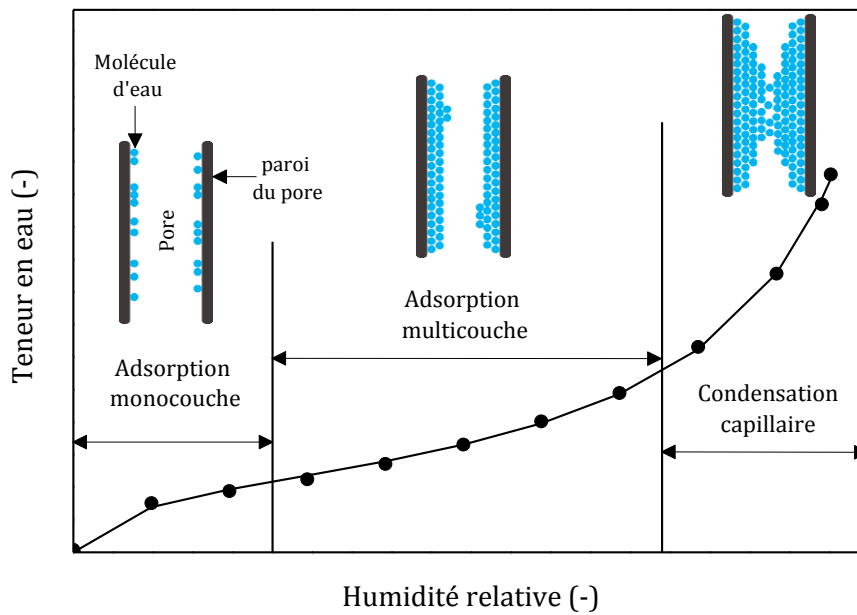 Teneur en eau (-)
Molécule
d'eau
Pore
paroi
du pore
Adsorption
monocouche
Adsorption
multicouche
Condensation
capillaire
Humidité relative (-)